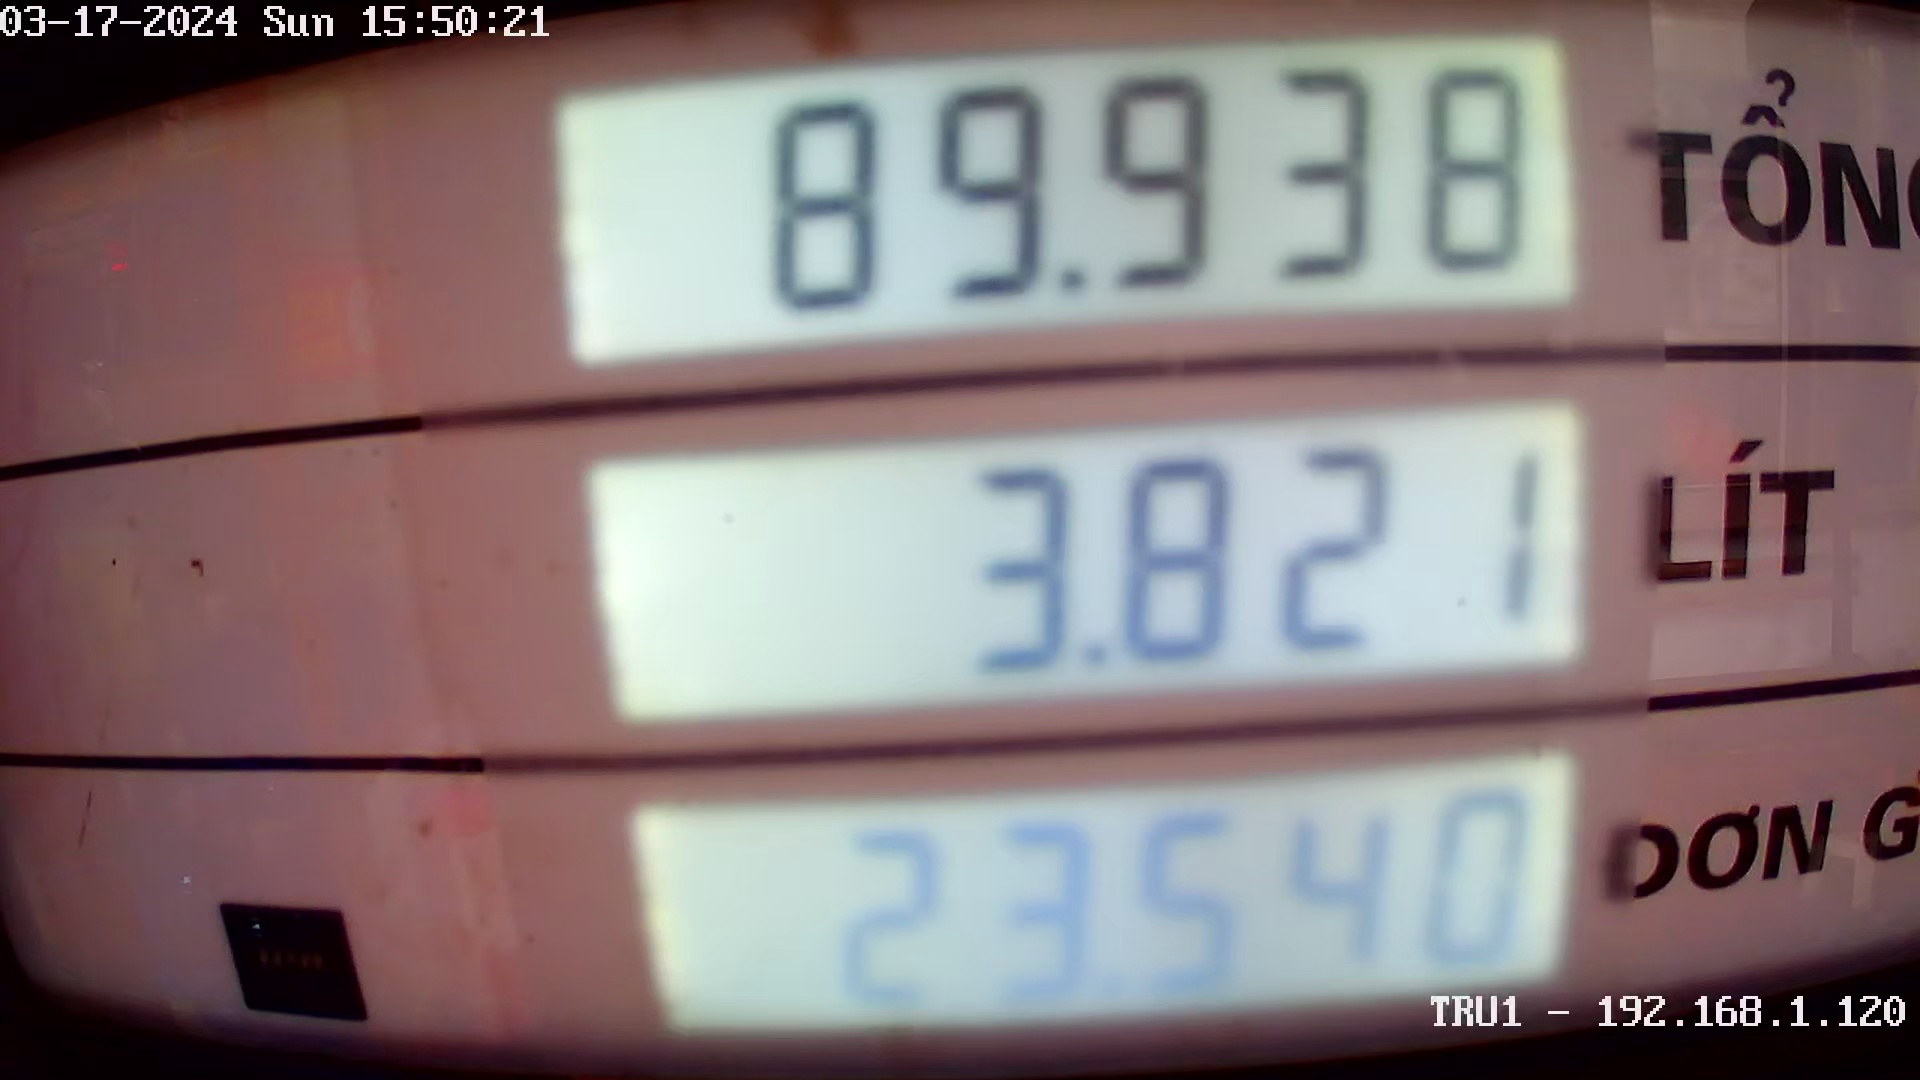 03-17-2024 Sun 15:50:21
89.938
TỔNG
3.821
LÍT
23.540
ĐƠN G
TRU1 - 192.168.1.120